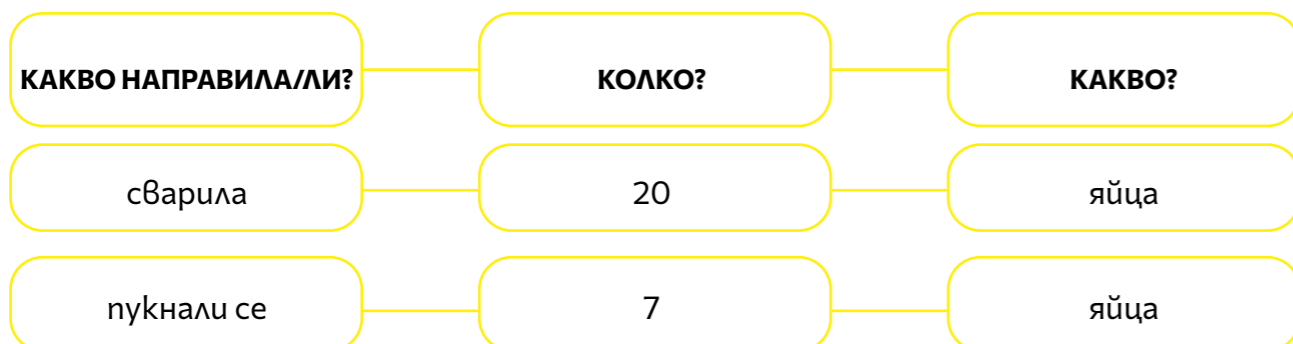 КАКВО НАПРАВИЛА/ЛИ? КОЛКО? КАКВО?
сварила 20 яйца
пукнали се 7 яйца